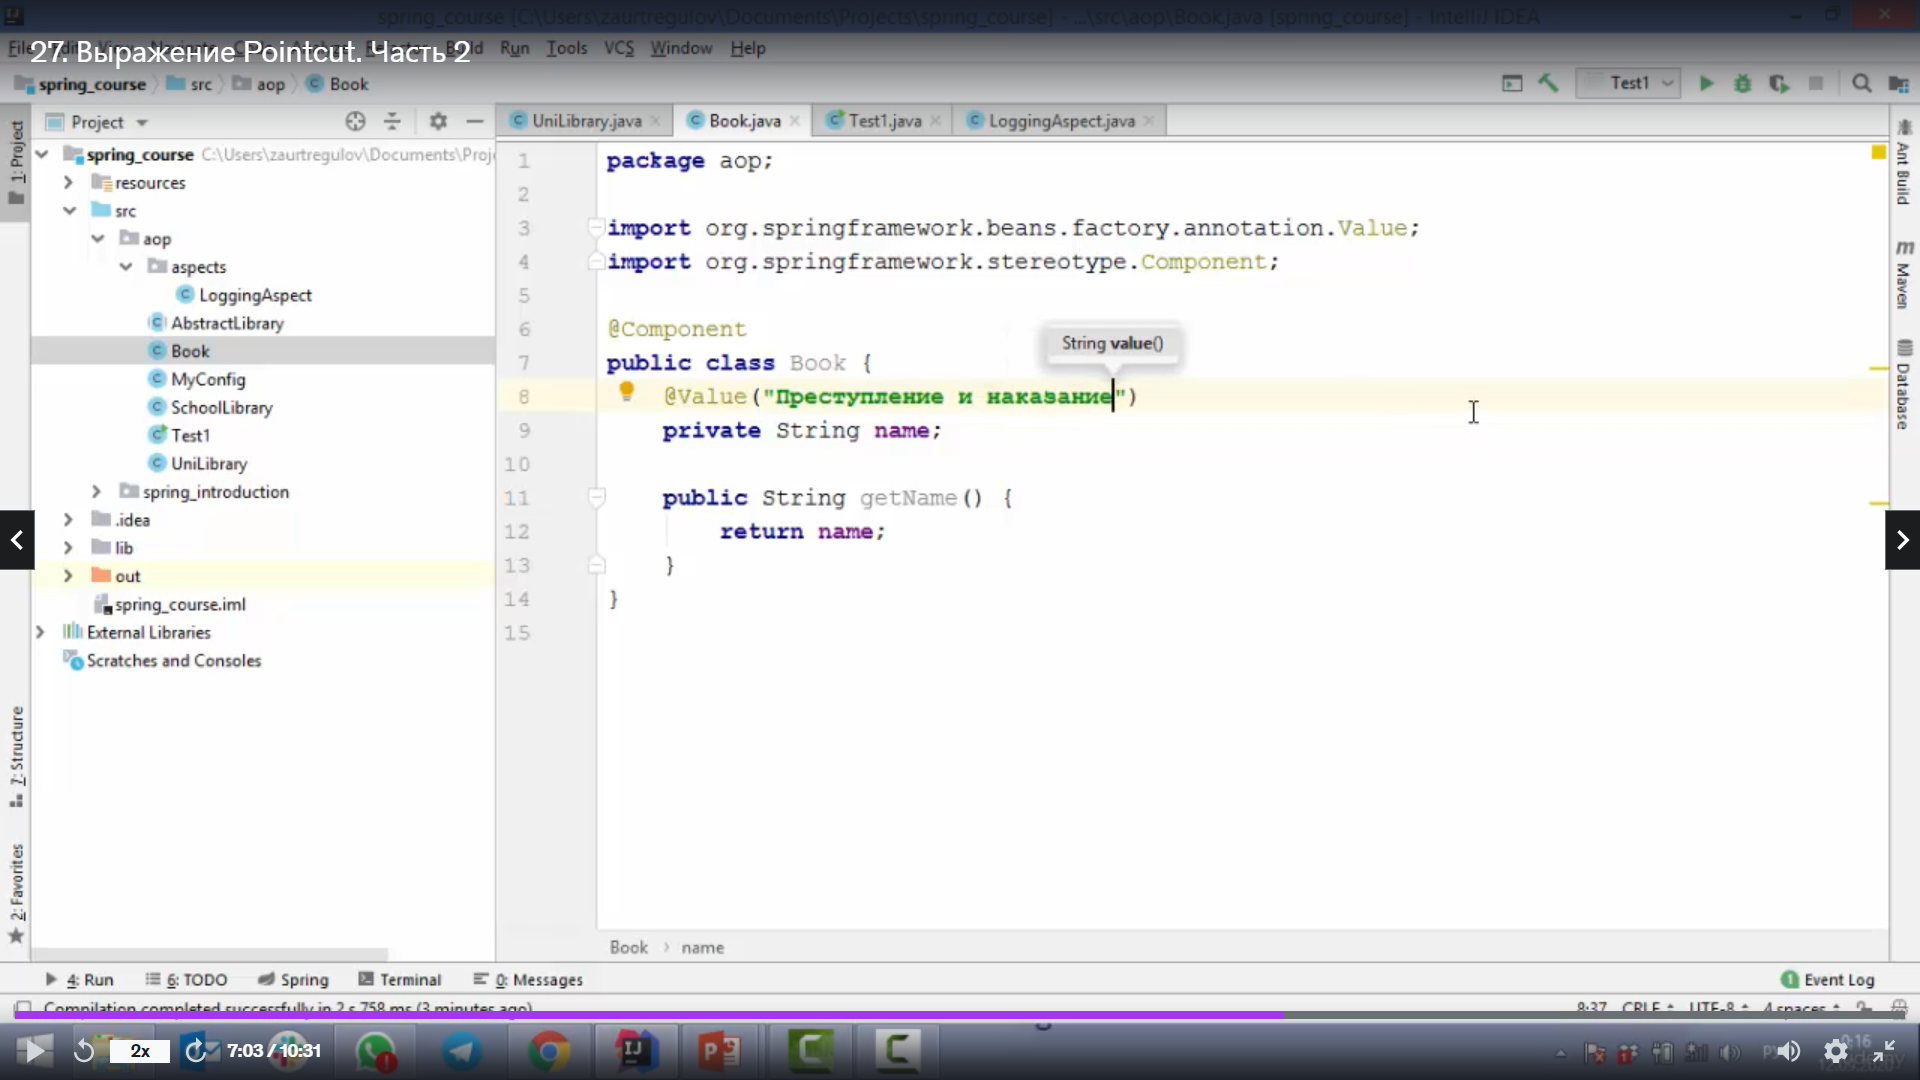 spring_course [C:\Users\zaurtregulov\Documents\Projects\spring_course] - ...\src\aop\Book.java [spring_course] - IntelliJ IDEA
27. Выражение Pointcut. Часть 2
File Run Tools VCS Window Help
spring_course src aop Book Test1
1: Project
Project
UniLibrary.java Book.java Test1.java LoggingAspect.java
spring_course C:\Users\zaurtregulov\Documents\Proj
resources
src
aop
aspects
LoggingAspect
AbstractLibrary
Book
MyConfig
SchoolLibrary
Test1
UniLibrary
spring_introduction
.idea
lib
out
spring_course.iml
External Libraries
Scratches and Consoles
1 package aop;
2
3 import org.springframework.beans.factory.annotation.Value;
4 import org.springframework.stereotype.Component;
5
6 @Component
String value()
7 public class Book {
8 @Value("Преступление и наказание")
9 private String name;
10
11 public String getName() {
12 return name;
13 }
14 }
15
Ant Build
m Maven
Database
7: Structure
2: Favorites
Book › name
4: Run 6: TODO Spring Terminal 0: Messages 1 Event Log
Compilation completed successfully in 2 s 758 ms (3 minutes ago) 8:37 CRLF UTF-8 4 spaces
2x 7:03 / 10:31